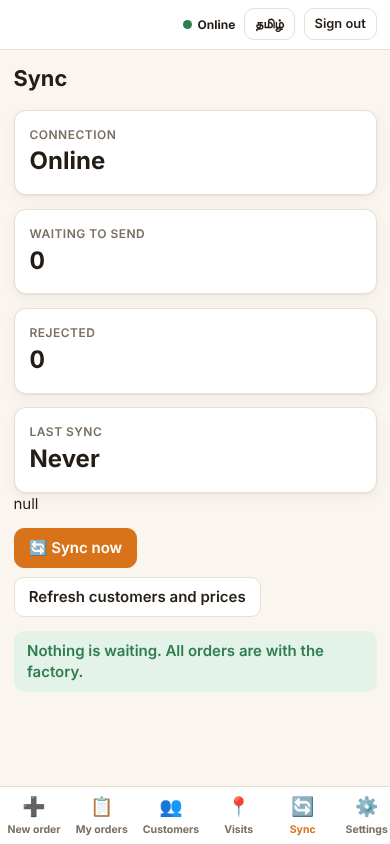 Online தமிழ் Sign out
Sync
CONNECTION
Online
WAITING TO SEND
0
REJECTED
0
LAST SYNC
Never
null
Sync now
Refresh customers and prices
Nothing is waiting. All orders are with the
factory.
New order My orders Customers Visits Sync Settings